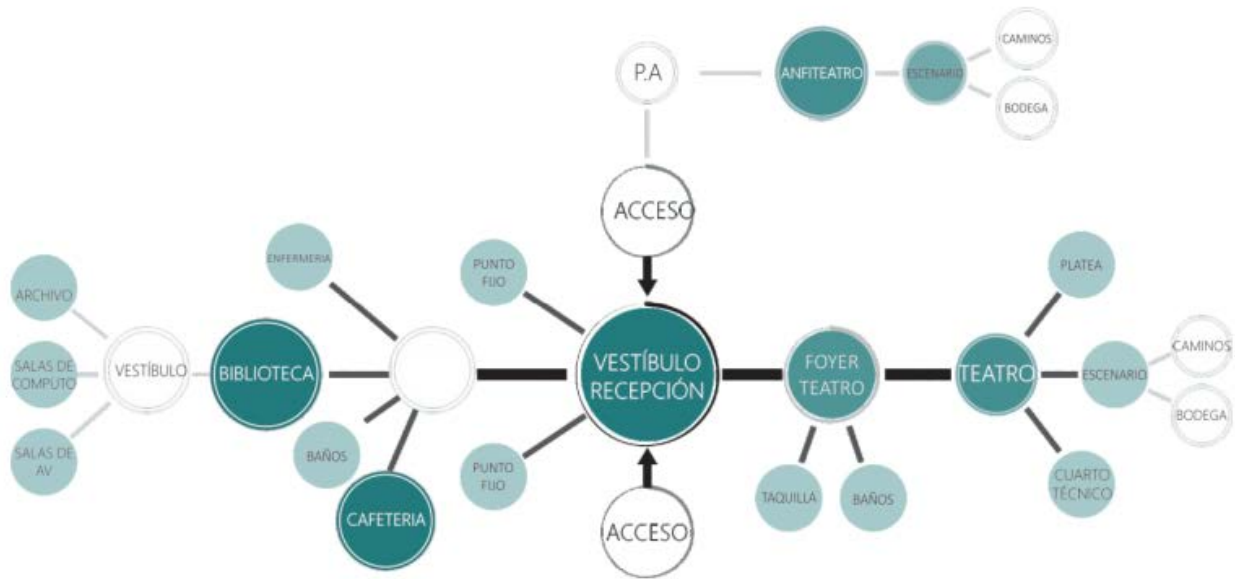 CAMINOS
P.A
ANFITEATRO
ESCENARIO
BODEGA
ACCESO
ENFERMERIA
PUNTO
FIJO
PLATEA
ARCHIVO
VESTÍBULO
RECEPCIÓN
FOYER
TEATRO
CAMINOS
SALAS DE
COMPUTO
VESTÍBULO
BIBLIOTECA
TEATRO
ESCENARIO
BODEGA
SALAS DE
AV
BAÑOS
PUNTO
FIJO
CUARTO
TÉCNICO
TAQUILLA
BAÑOS
CAFETERIA
ACCESO